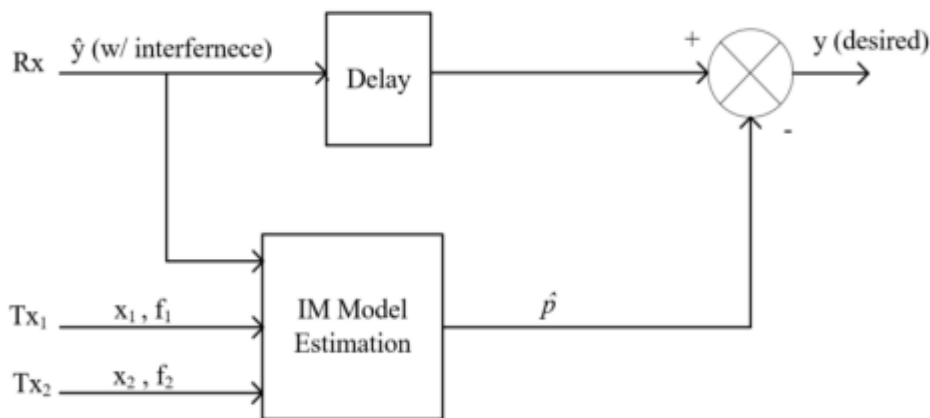 Rx
ŷ (w/ interfernece)
Delay
+
y (desired)
-
Tx₁
x₁ , f₁
IM Model
Estimation
p̂
Tx₂
x₂ , f₂